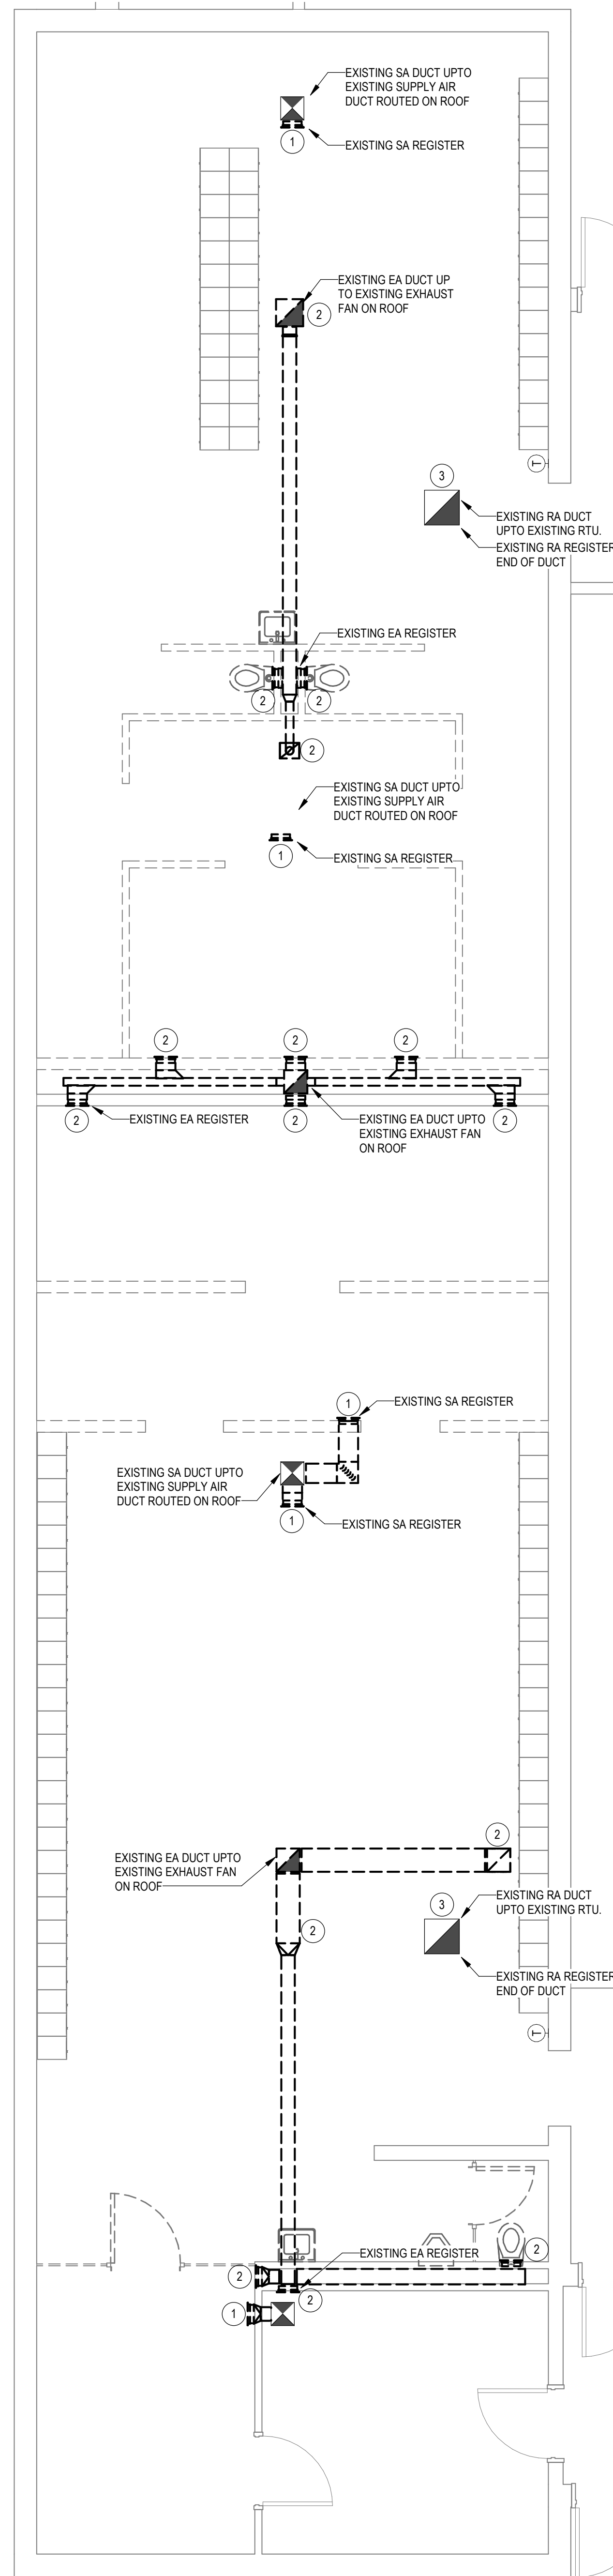 EXISTING SA DUCT UPTO
EXISTING SUPPLY AIR
DUCT ROUTED ON ROOF
1
EXISTING SA REGISTER
EXISTING EA DUCT UP
TO EXISTING EXHAUST
FAN ON ROOF
2
T
3
EXISTING RA DUCT
UPTO EXISTING RTU.
EXISTING RA REGISTER
END OF DUCT
EXISTING EA REGISTER
2
2
2
EXISTING SA DUCT UPTO
EXISTING SUPPLY AIR
DUCT ROUTED ON ROOF
1
EXISTING SA REGISTER
2
2
2
2
EXISTING EA REGISTER
2
EXISTING EA DUCT UPTO
EXISTING EXHAUST FAN
ON ROOF
2
1
EXISTING SA REGISTER
EXISTING SA DUCT UPTO
EXISTING SUPPLY AIR
DUCT ROUTED ON ROOF
1
EXISTING SA REGISTER
2
EXISTING EA DUCT UPTO
EXISTING EXHAUST FAN
ON ROOF
EXISTING RA DUCT
UPTO EXISTING RTU.
3
2
EXISTING RA REGISTER
END OF DUCT
T
EXISTING EA REGISTER
2
2
2
1